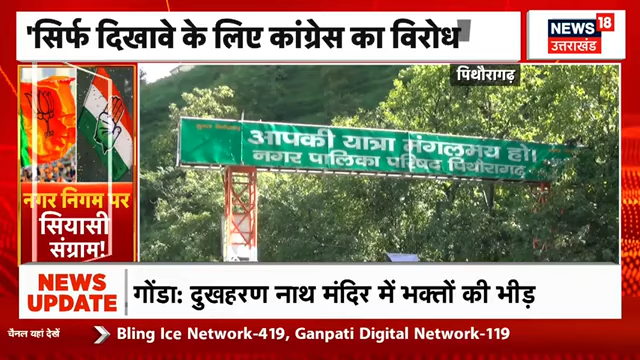 'सिर्फ दिखावे के लिए कांग्रेस का विरोध'
NEWS 18
उत्तराखंड
पिथौरागढ़
आपकी यात्रा मंगलमय हो!
नगर पालिका परिषद पिथौरागढ़
नगर निगम पर
सियासी
संग्राम!
NEWS
UPDATE
गोंडा: दुखहरण नाथ मंदिर में भक्तों की भीड़
चैनल यहां देखें
Bling Ice Network-419, Ganpati Digital Network-119